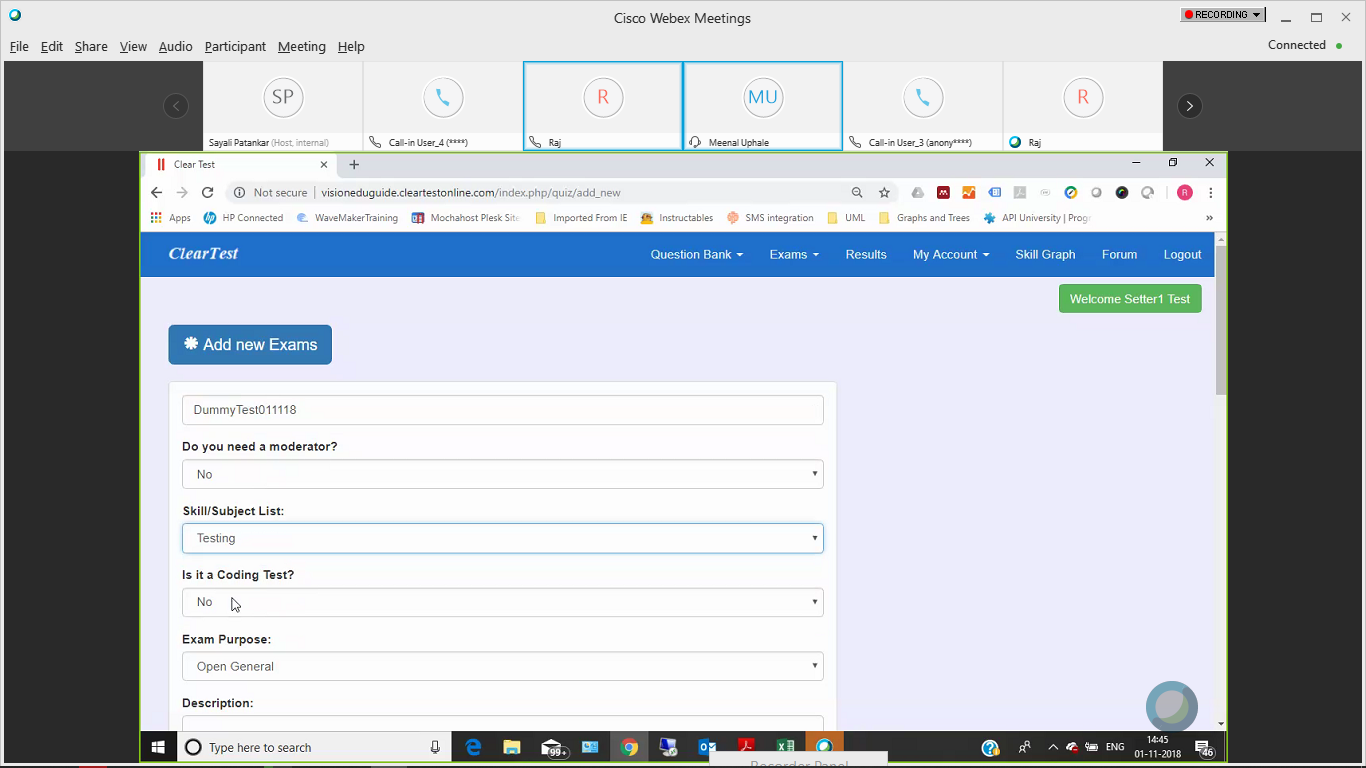 Cisco Webex Meetings
RECORDING
File Edit Share View Audio Participant Meeting Help
Connected
SP
R
MU
R
Sayali Patankar (Host, internal)
Call-in User_4 (****)
Raj
Meenal Uphale
Call-in User_3 (anony****)
Raj
Clear Test
Not secure visioneduguide.cleartestonline.com/index.php/quiz/add_new
R
Apps HP Connected WaveMakerTraining Mochahost Plesk Site Imported From IE Instructables SMS integration UML Graphs and Trees API University | Prog
ClearTest
Question Bank Exams Results My Account Skill Graph Forum Logout
Welcome Setter1 Test
Add new Exams
DummyTest011118
Do you need a moderator?
No
Skill/Subject List:
Testing
Is it a Coding Test?
No
Exam Purpose:
Open General
Description:
Type here to search
99+
ENG
14:45
01-11-2018
46
Recorder Panel